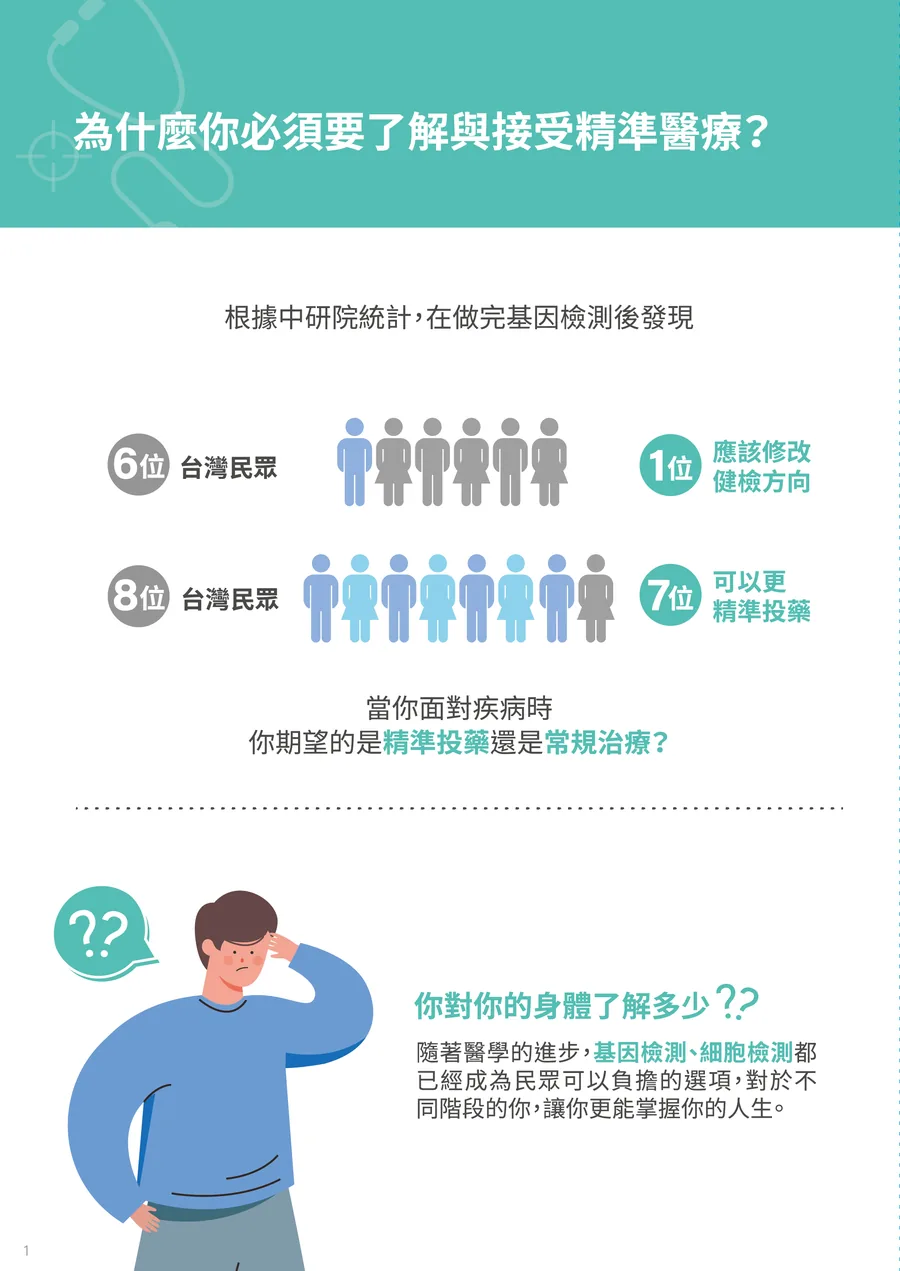 為什麼你必須要了解與接受精準醫療？
根據中研院統計，在做完基因檢測後發現
6位 台灣民眾
1位 應該修改
健檢方向
8位 台灣民眾
7位 可以更
精準投藥
當你面對疾病時
你期望的是精準投藥還是常規治療？
??
你對你的身體了解多少??
隨著醫學的進步，基因檢測、細胞檢測都
已經成為民眾可以負擔的選項，對於不
同階段的你，讓你更能掌握你的人生。
1